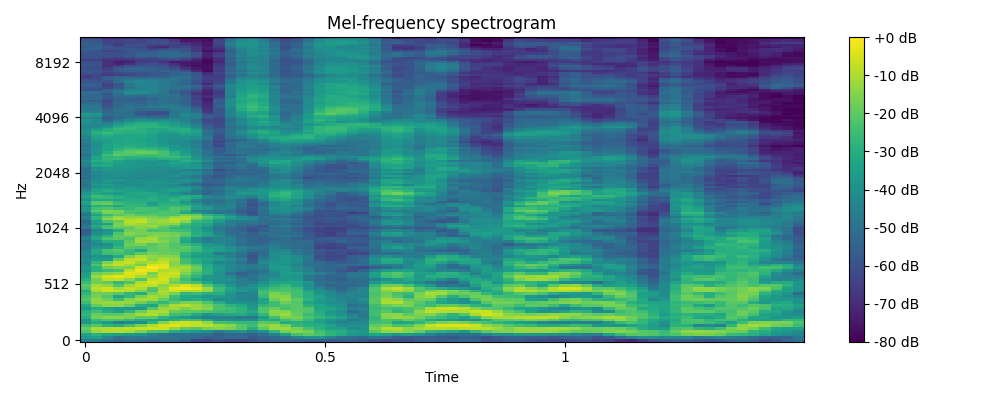 Mel-frequency spectrogram
Hz
8192
4096
2048
1024
512
0
0
0.5
1
Time
+0 dB
-10 dB
-20 dB
-30 dB
-40 dB
-50 dB
-60 dB
-70 dB
-80 dB